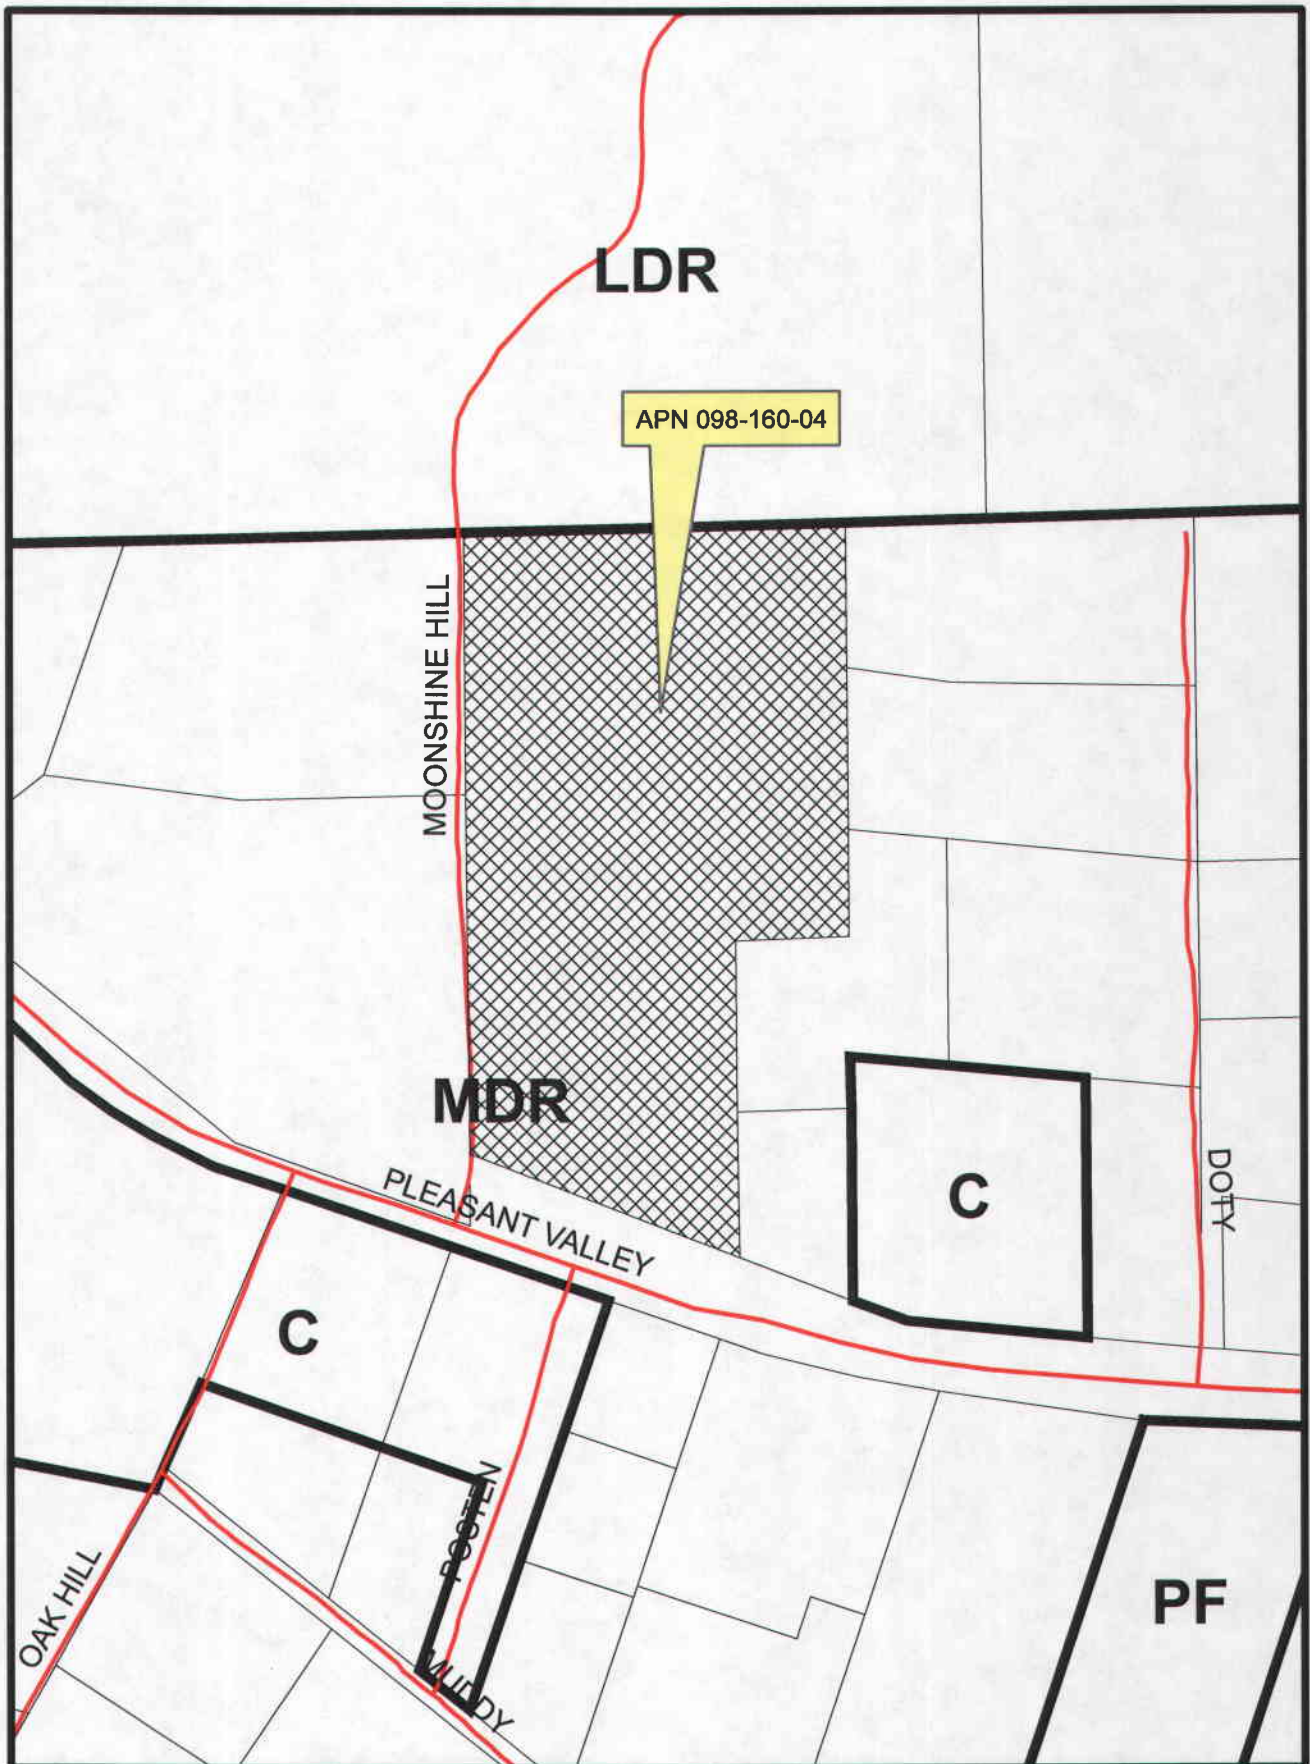 LDR
APN 098-160-04
MOONSHINE HILL
MDR
PLEASANT VALLEY
DOTY
C
C
POSTEN
OAK HILL
MUDDY
PF